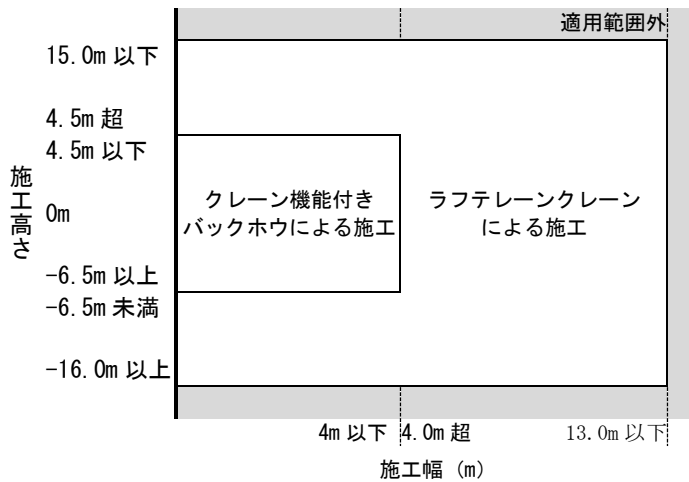 適用範囲外
15.0m 以下
4.5m 超
4.5m 以下
施工高さ
クレーン機能付き
バックホウによる施工
ラフテレーンクレーン
による施工
0m
-6.5m 以上
-6.5m 未満
-16.0m 以上
4m 以下
4.0m 超
13.0m 以下
施工幅 (m)